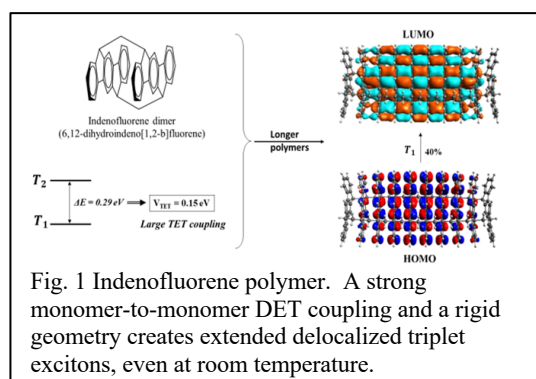 LUMO
Indenofluorene dimer
(6,12-dihydroindeno[1,2-b]fluorene)
Longer
polymers
T₁ 40%
T₂
ΔE = 0.29 eV V_TET = 0.15 eV
Large TET coupling
T₁
HOMO
Fig. 1 Indenofluorene polymer. A strong
monomer-to-monomer DET coupling and a rigid
geometry creates extended delocalized triplet
excitons, even at room temperature.